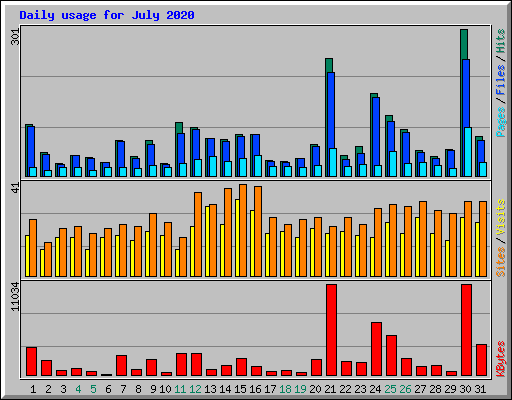 Daily usage for July 2020
301
Pages / Files / Hits
41
Sites / Visits
11034
KBytes
1 2 3 4 5 6 7 8 9 10 11 12 13 14 15 16 17 18 19 20 21 22 23 24 25 26 27 28 29 30 31